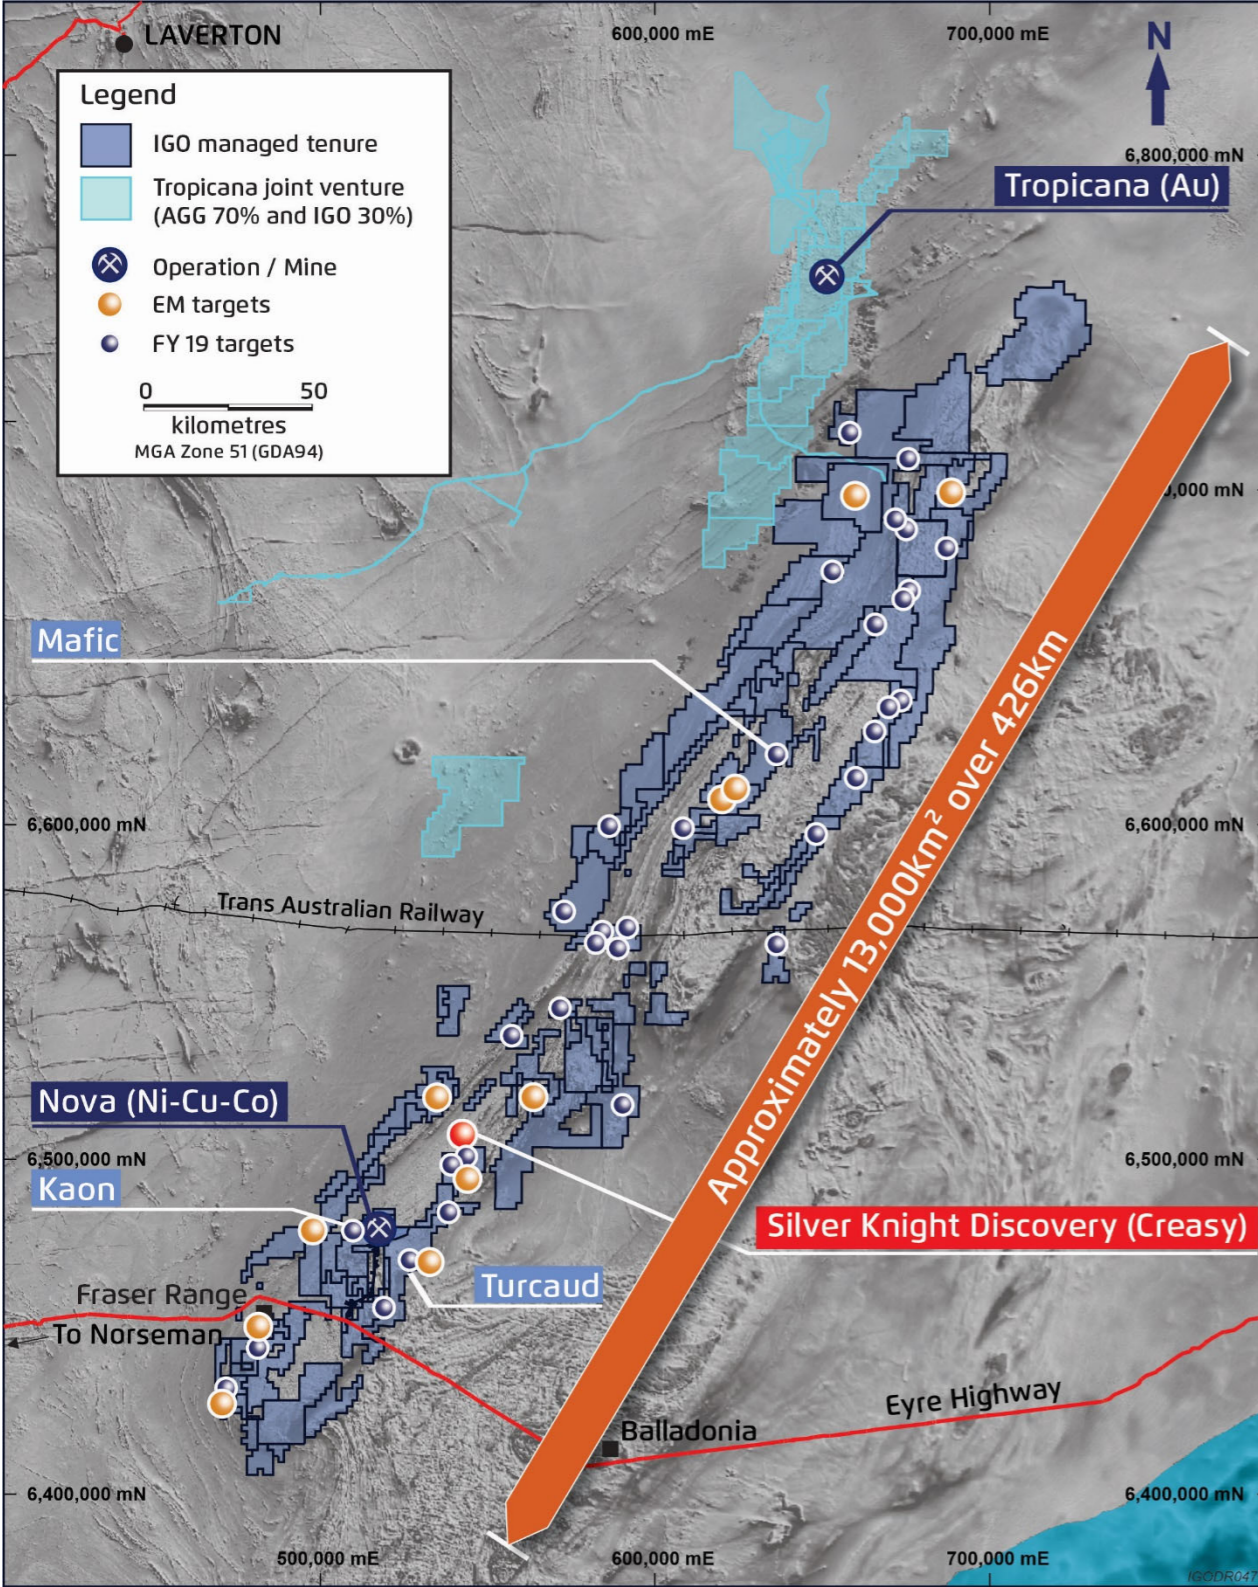 LAVERTON
600,000 mE
700,000 mE
N
Legend
IGO managed tenure
Tropicana joint venture
(AGG 70% and IGO 30%)
Operation / Mine
EM targets
FY 19 targets
0
50
kilometres
MGA Zone 51 (GDA94)
6,800,000 mN
Tropicana (Au)
0,000 mN
Mafic
Approximately 13,000km² over 426km
6,600,000 mN
6,600,000 mN
Trans Australian Railway
Nova (Ni-Cu-Co)
6,500,000 mN
6,500,000 mN
Kaon
Silver Knight Discovery (Creasy)
Turcaud
Fraser Range
To Norseman
Eyre Highway
Balladonia
6,400,000 mN
6,400,000 mN
500,000 mE
600,000 mE
700,000 mE
IGODR047